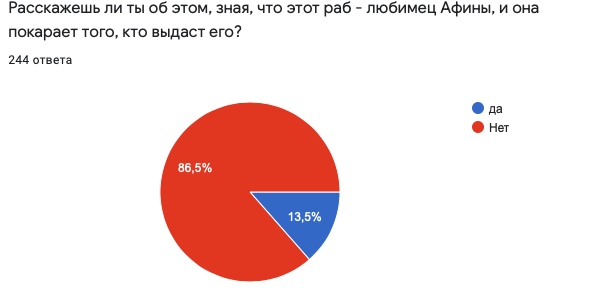 Расскажешь ли ты об этом, зная, что этот раб - любимец Афины, и она
покарает того, кто выдаст его?
244 ответа
да
Нет
86,5%
13,5%